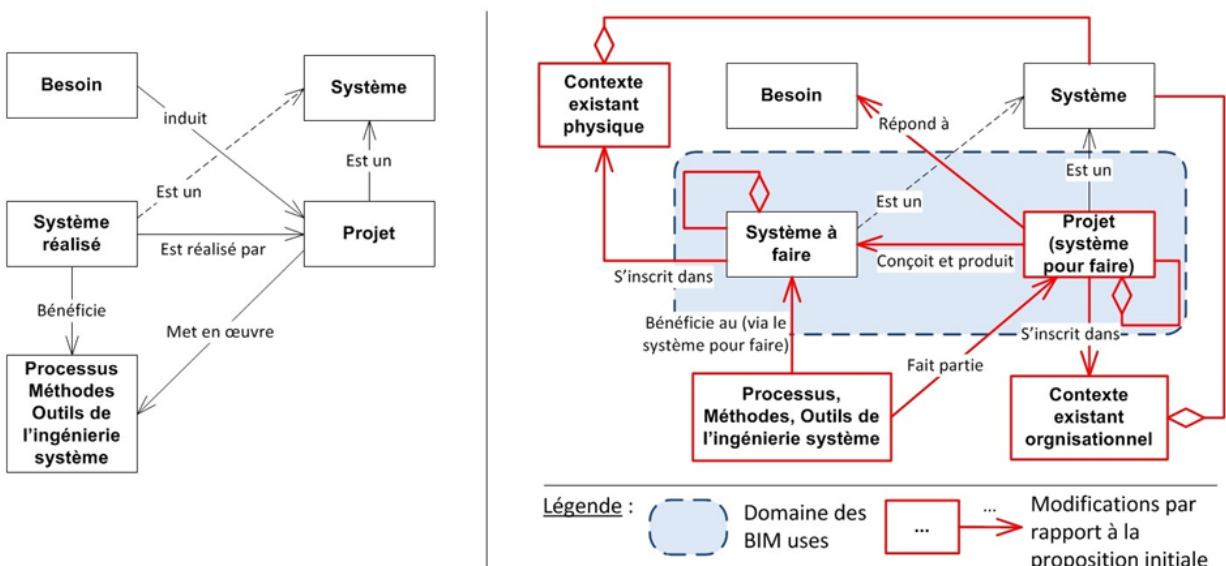 Besoin
Système
induit
Est un
Est un
Système
réalisé
Est réalisé par
Projet
Bénéficie
Met en œuvre
Processus
Méthodes
Outils de
l'ingénierie
système
Contexte
existant
physique
Besoin
Système
Répond à
Est un
Est un
Système à
faire
Conçoit et produit
Projet
(système
pour faire)
S'inscrit dans
Bénéficie au (via le
système pour faire)
S'inscrit dans
Fait partie
Processus,
Méthodes, Outils de
l'ingénierie système
Contexte
existant
orgnisationnel
Légende :
Domaine des
BIM uses
...
...
Modifications par
rapport à la
proposition initiale